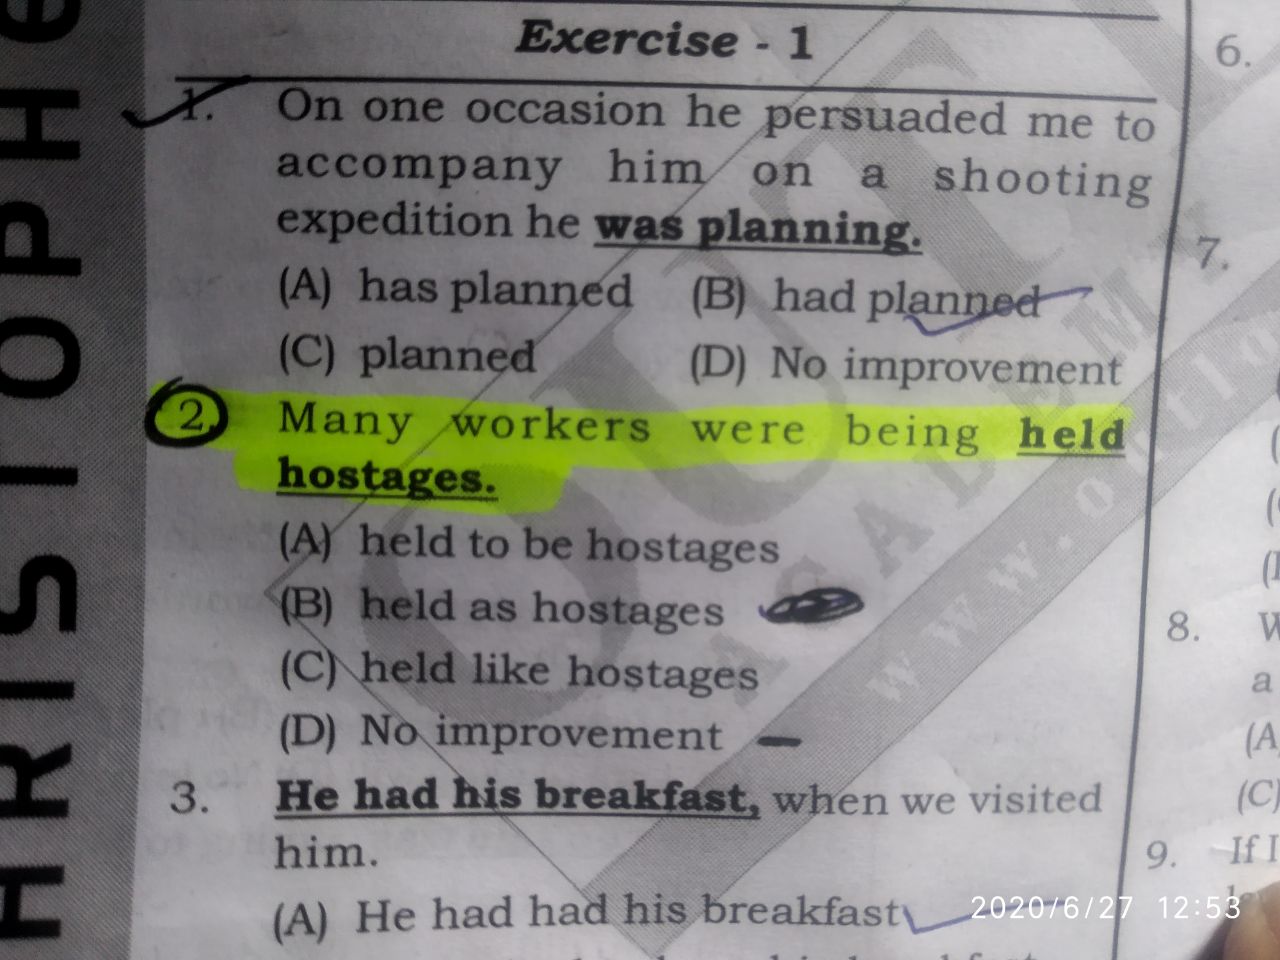 HRISTOPHE
Exercise - 1
1. On one occasion he persuaded me to
accompany him on a shooting
expedition he was planning.
(A) has planned (B) had planned
(C) planned (D) No improvement
2. Many workers were being held
hostages.
(A) held to be hostages
(B) held as hostages
(C) held like hostages
(D) No improvement
3. He had his breakfast, when we visited
him.
(A) He had had his breakfast
6.
7.
8. W
a
(A
(C)
9. If I
2020/6/27 12:53